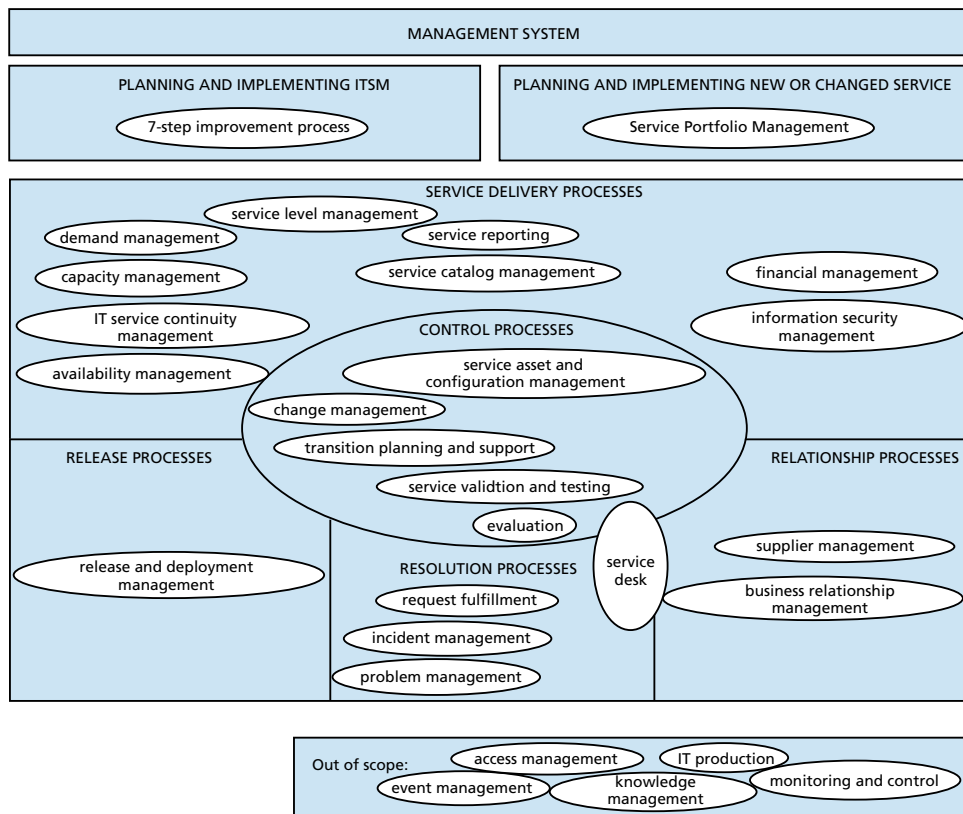 MANAGEMENT SYSTEM
PLANNING AND IMPLEMENTING ITSM
7-step improvement process
PLANNING AND IMPLEMENTING NEW OR CHANGED SERVICE
Service Portfolio Management
SERVICE DELIVERY PROCESSES
service level management
demand management
service reporting
capacity management
service catalog management
financial management
IT service continuity
management
information security
management
availability management
CONTROL PROCESSES
service asset and
configuration management
change management
transition planning and support
service validtion and testing
evaluation
RELEASE PROCESSES
release and deployment
management
RESOLUTION PROCESSES
request fulfillment
incident management
problem management
service
desk
RELATIONSHIP PROCESSES
supplier management
business relationship
management
Out of scope:
access management
IT production
event management
knowledge
management
monitoring and control